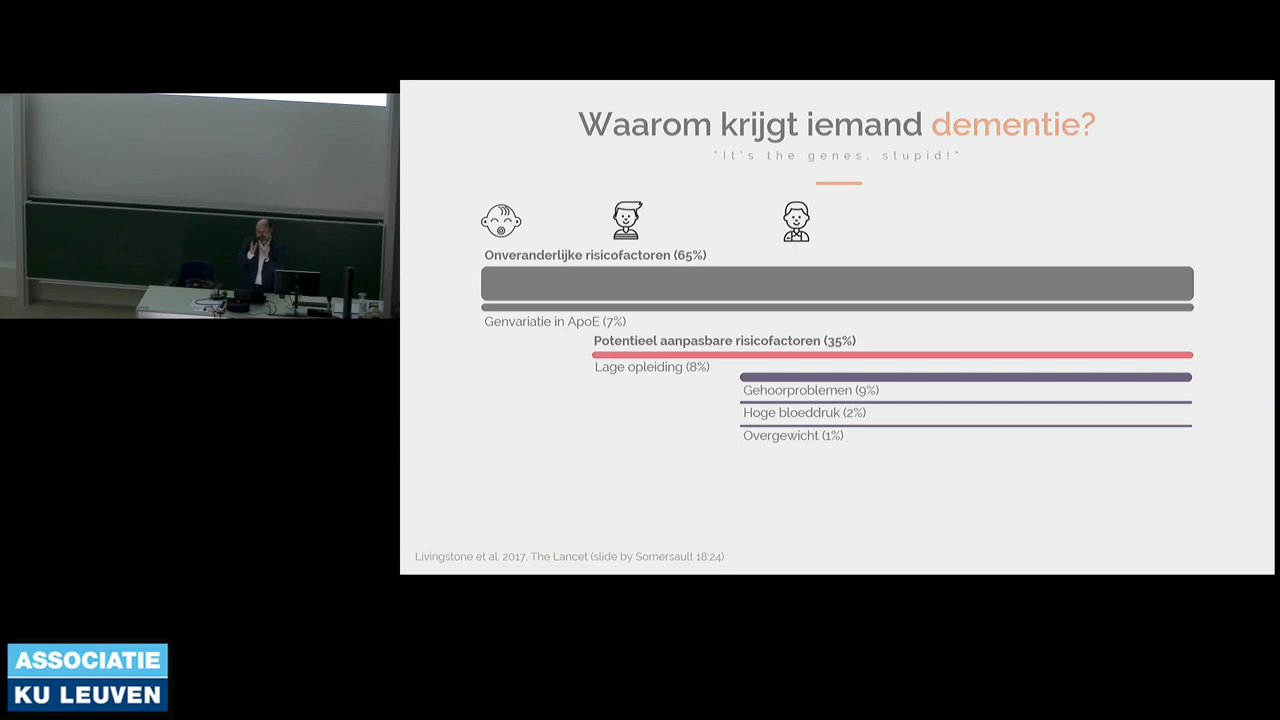 Waarom krijgt iemand dementie?
"It's the genes, stupid!"
Onveranderlijke risicofactoren (65%)
Genvariatie in ApoE (7%)
Potentieel aanpasbare risicofactoren (35%)
Lage opleiding (8%)
Gehoorproblemen (9%)
Hoge bloeddruk (2%)
Overgewicht (1%)
Livingstone et al. 2017, The Lancet (slide by Somersault 18:24)
ASSOCIATIE
KU LEUVEN